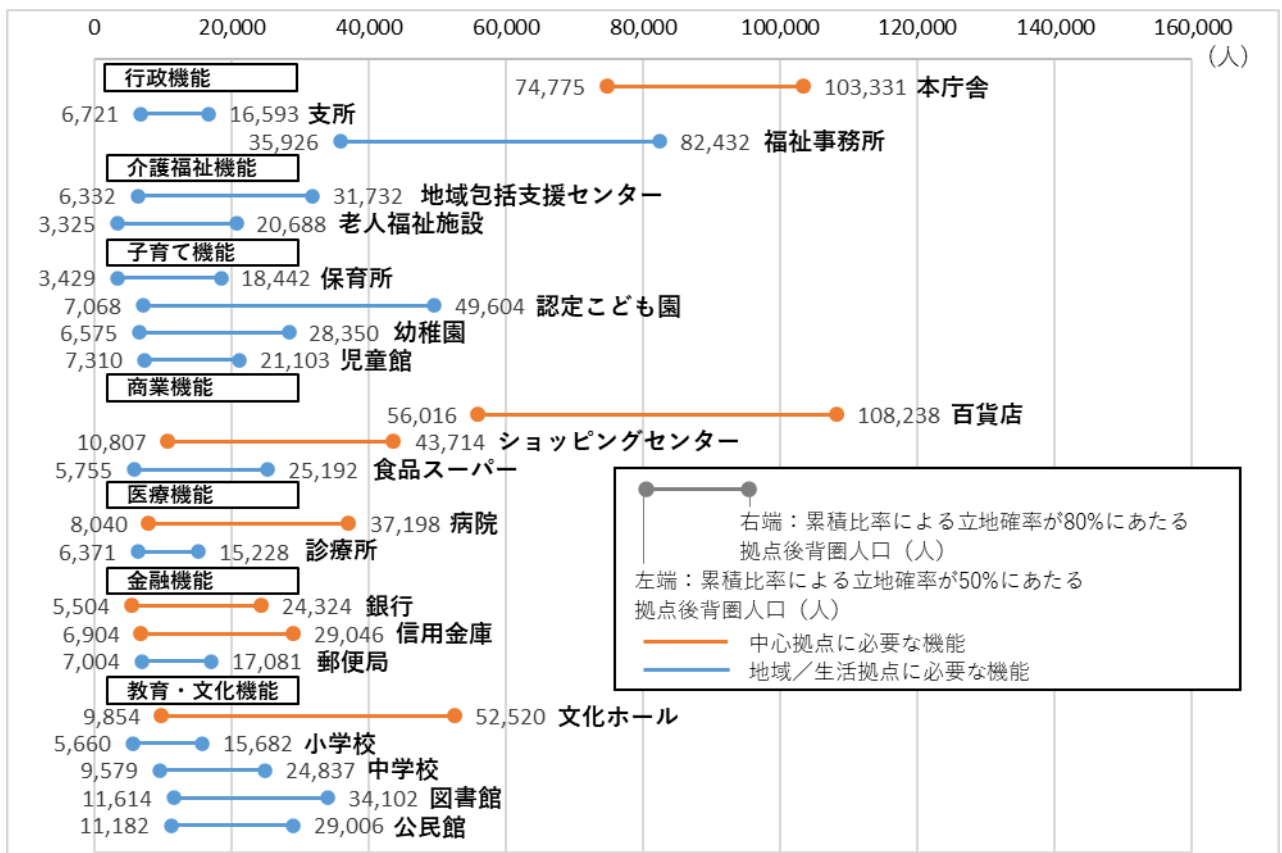 0 20,000 40,000 60,000 80,000 100,000 120,000 140,000 160,000
(人)
行政機能
74,775 103,331 本庁舎
6,721 16,593 支所
35,926 82,432 福祉事務所
介護福祉機能
6,332 31,732 地域包括支援センター
3,325 20,688 老人福祉施設
子育て機能
3,429 18,442 保育所
7,068 49,604 認定こども園
6,575 28,350 幼稚園
7,310 21,103 児童館
商業機能
56,016 108,238 百貨店
10,807 43,714 ショッピングセンター
5,755 25,192 食品スーパー
医療機能
8,040 37,198 病院
6,371 15,228 診療所
金融機能
5,504 24,324 銀行
6,904 29,046 信用金庫
7,004 17,081 郵便局
教育・文化機能
9,854 52,520 文化ホール
5,660 15,682 小学校
9,579 24,837 中学校
11,614 34,102 図書館
11,182 29,006 公民館
右端：累積比率による立地確率が80%にあたる
拠点後背圏人口（人）
左端：累積比率による立地確率が50%にあたる
拠点後背圏人口（人）
中心拠点に必要な機能
地域／生活拠点に必要な機能